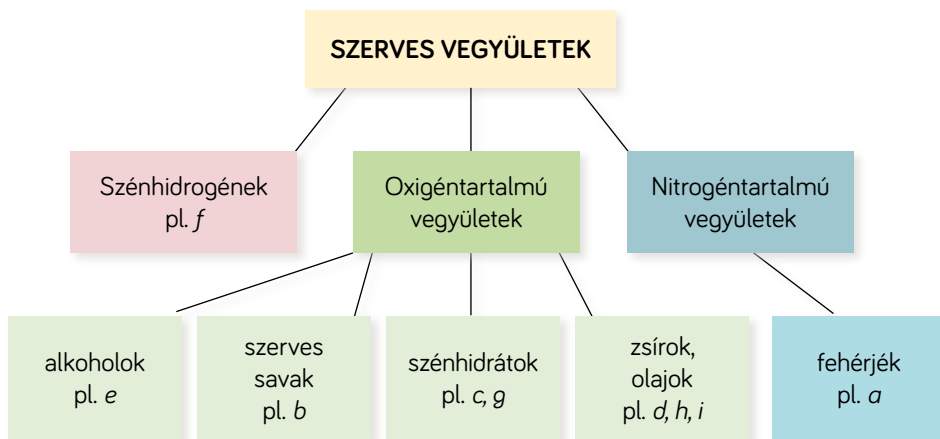 SZERVES VEGYÜLETEK
Szénhidrogének
pl. f
Oxigéntartalmú
vegyületek
Nitrogéntartalmú
vegyületek
alkoholok
pl. e
szerves
savak
pl. b
szénhidrátok
pl. c, g
zsírok,
olajok
pl. d, h, i
fehérjék
pl. a